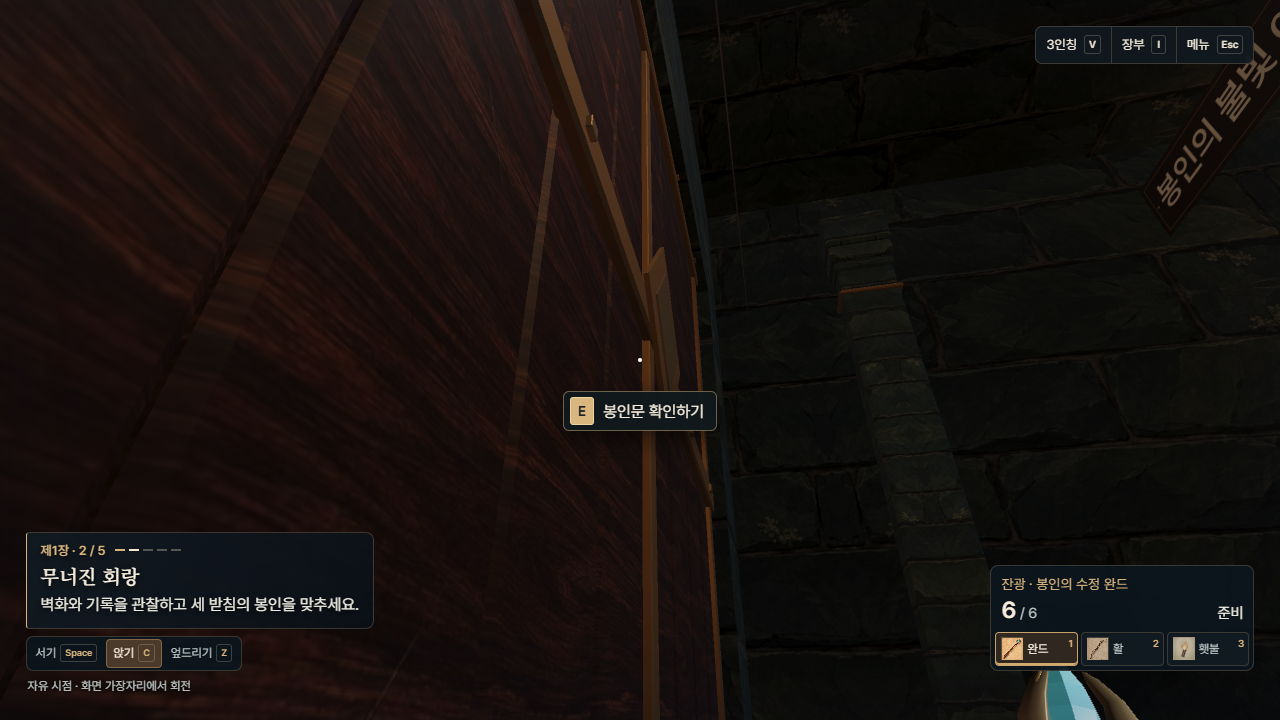 3인칭 V 장부 I 메뉴 Esc
봉인의 불빛
E 봉인문 확인하기
제1장 · 2 / 5
무너진 회랑
벽화와 기록을 관찰하고 세 받침의 봉인을 맞추세요.
서기 Space 앉기 C 엎드리기 Z
자유 시점 · 화면 가장자리에서 회전
잔광 · 봉인의 수정 완드
6 / 6 준비
완드 1 활 2 횃불 3